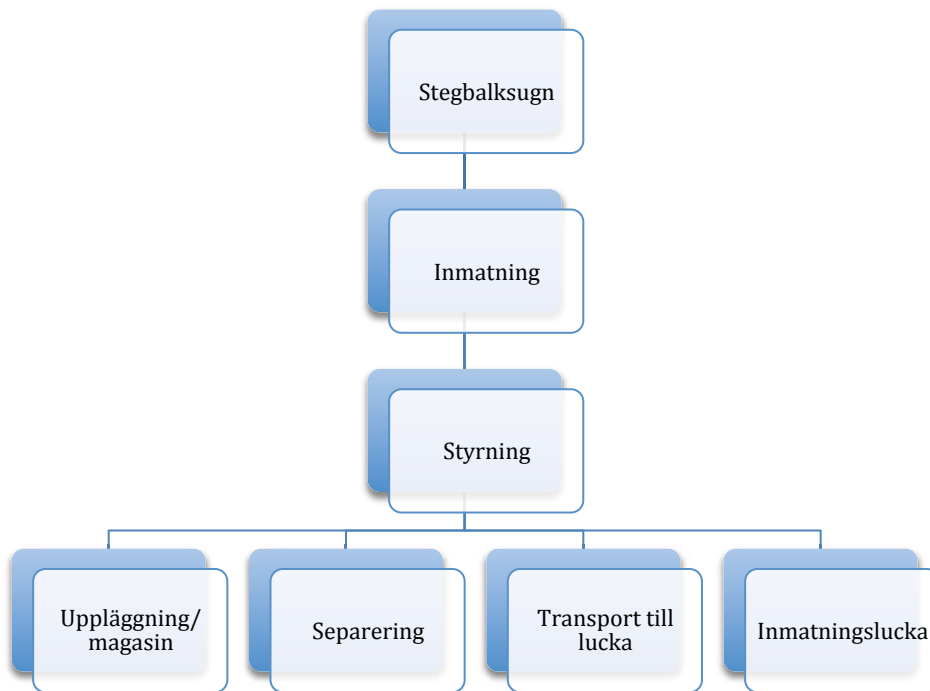 Stegbalksugn
Inmatning
Styrning
Uppläggning/
magasin
Separering
Transport till
lucka
Inmatningslucka